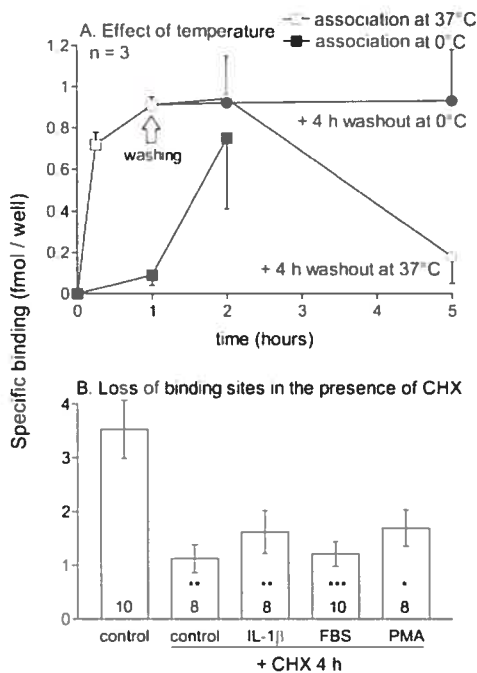 A. Effect of temperature
association at 37°C
association at 0°C
n = 3
1.2
1
0.8
0.6
0.4
0.2
0
washing
+ 4 h washout at 0°C
+ 4 h washout at 37°C
0 1 2 3 4 5
time (hours)
Specific binding (fmol / well)
B. Loss of binding sites in the presence of CHX
4
3
2
1
0
•• •• ••• •
10 8 8 10 8
control control IL-1β FBS PMA
+ CHX 4 h